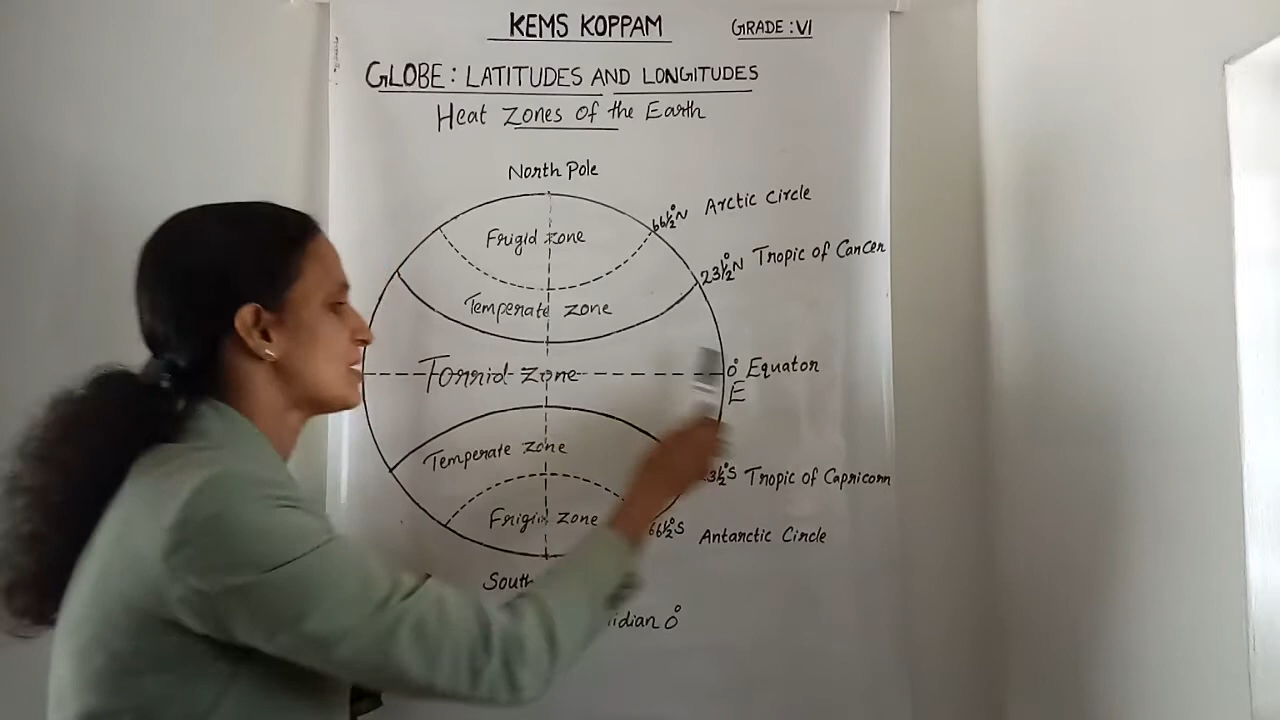 KEMS KOPPAM
GRADE : VI
GLOBE : LATITUDES AND LONGITUDES
Heat Zones of the Earth
North Pole
66½°N Arctic Circle
Frigid zone
23½°N Tropic of Cancer
Temperate zone
Torrid zone
0° Equator
E
Temperate zone
23½°S Tropic of Capricorn
Frigid zone
66½°S Antarctic Circle
South
0°